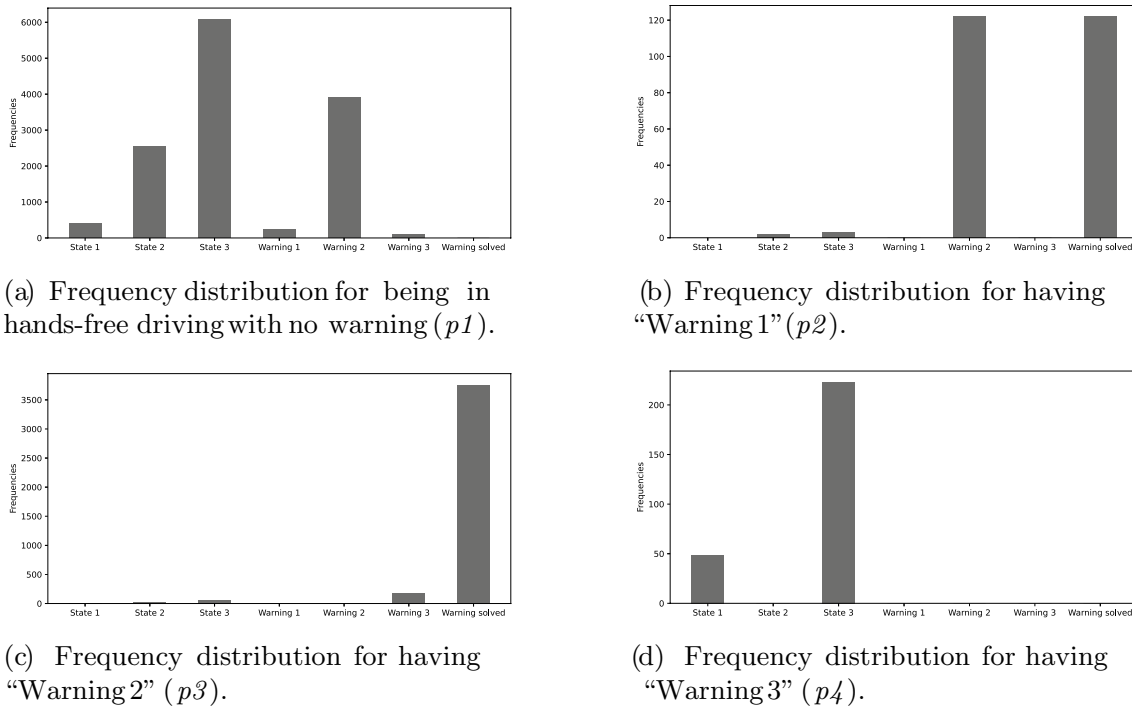 6000
5000
4000
3000
2000
1000
0
Frequencies
State 1 State 2 State 3 Warning 1 Warning 2 Warning 3 Warning solved
(a) Frequency distribution for being in
hands-free driving with no warning (p1).
120
100
80
60
40
20
0
Frequencies
State 1 State 2 State 3 Warning 1 Warning 2 Warning 3 Warning solved
(b) Frequency distribution for having
“Warning 1” (p2).
3500
3000
2500
2000
1500
1000
500
0
Frequencies
State 1 State 2 State 3 Warning 1 Warning 2 Warning 3 Warning solved
(c) Frequency distribution for having
“Warning 2” (p3).
200
150
100
50
0
Frequencies
State 1 State 2 State 3 Warning 1 Warning 2 Warning 3 Warning solved
(d) Frequency distribution for having
“Warning 3” (p4).